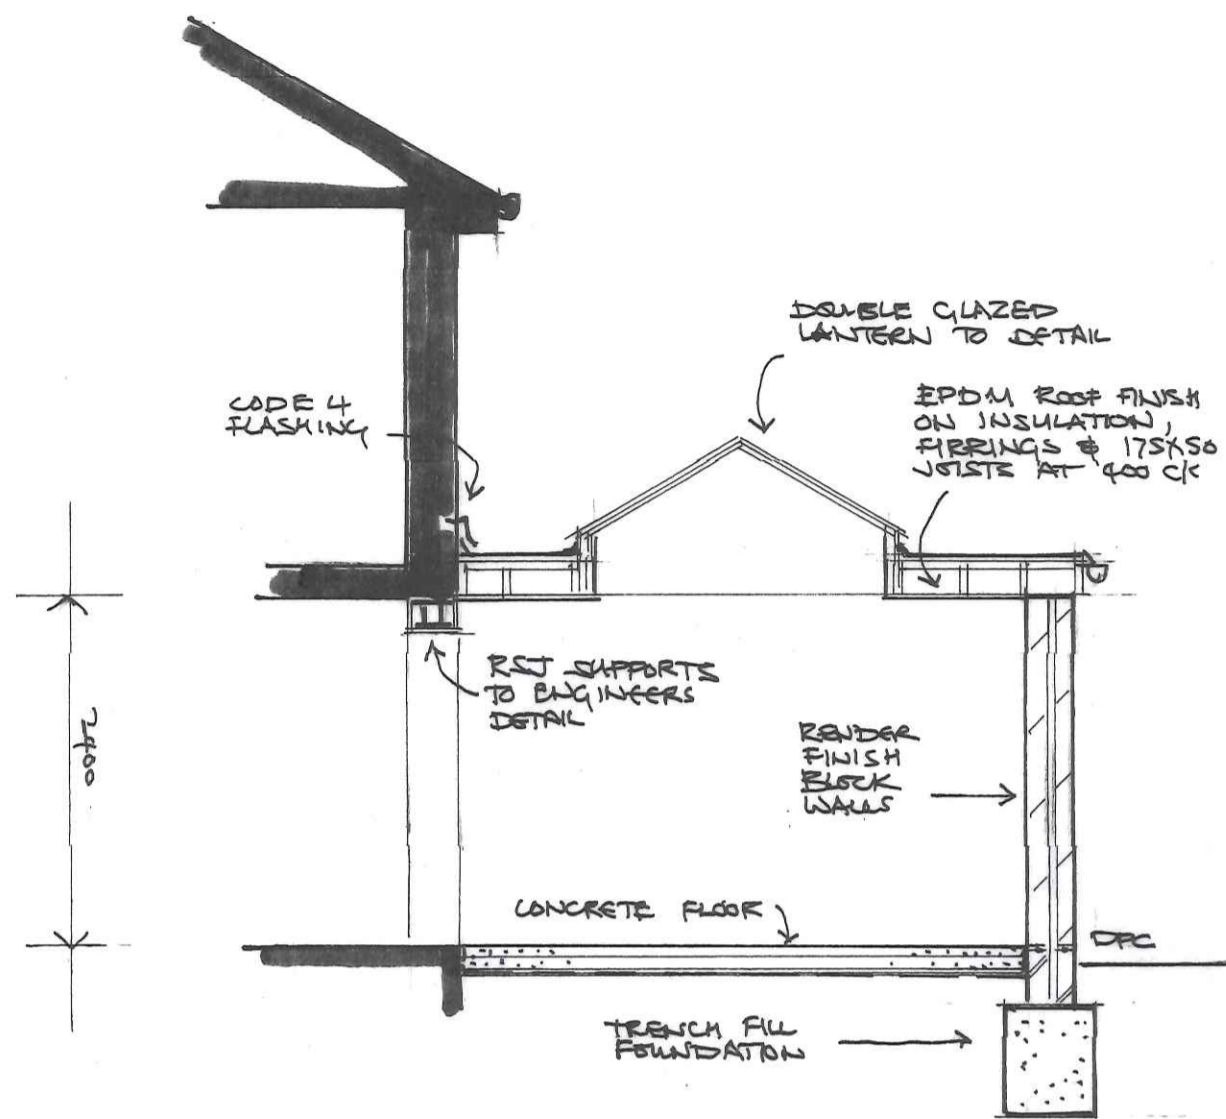 DOUBLE GLAZED
LANTERN TO DETAIL
CODE 4
FLASHING
EPDM ROOF FINISH
ON INSULATION,
FIRRINGS & 175X50
JOISTS AT 400 C/C
RSJ SUPPORTS
TO ENGINEERS
DETAIL
2400
RENDER
FINISH
BLOCK
WALLS
CONCRETE FLOOR
DPC
TRENCH FILL
FOUNDATION